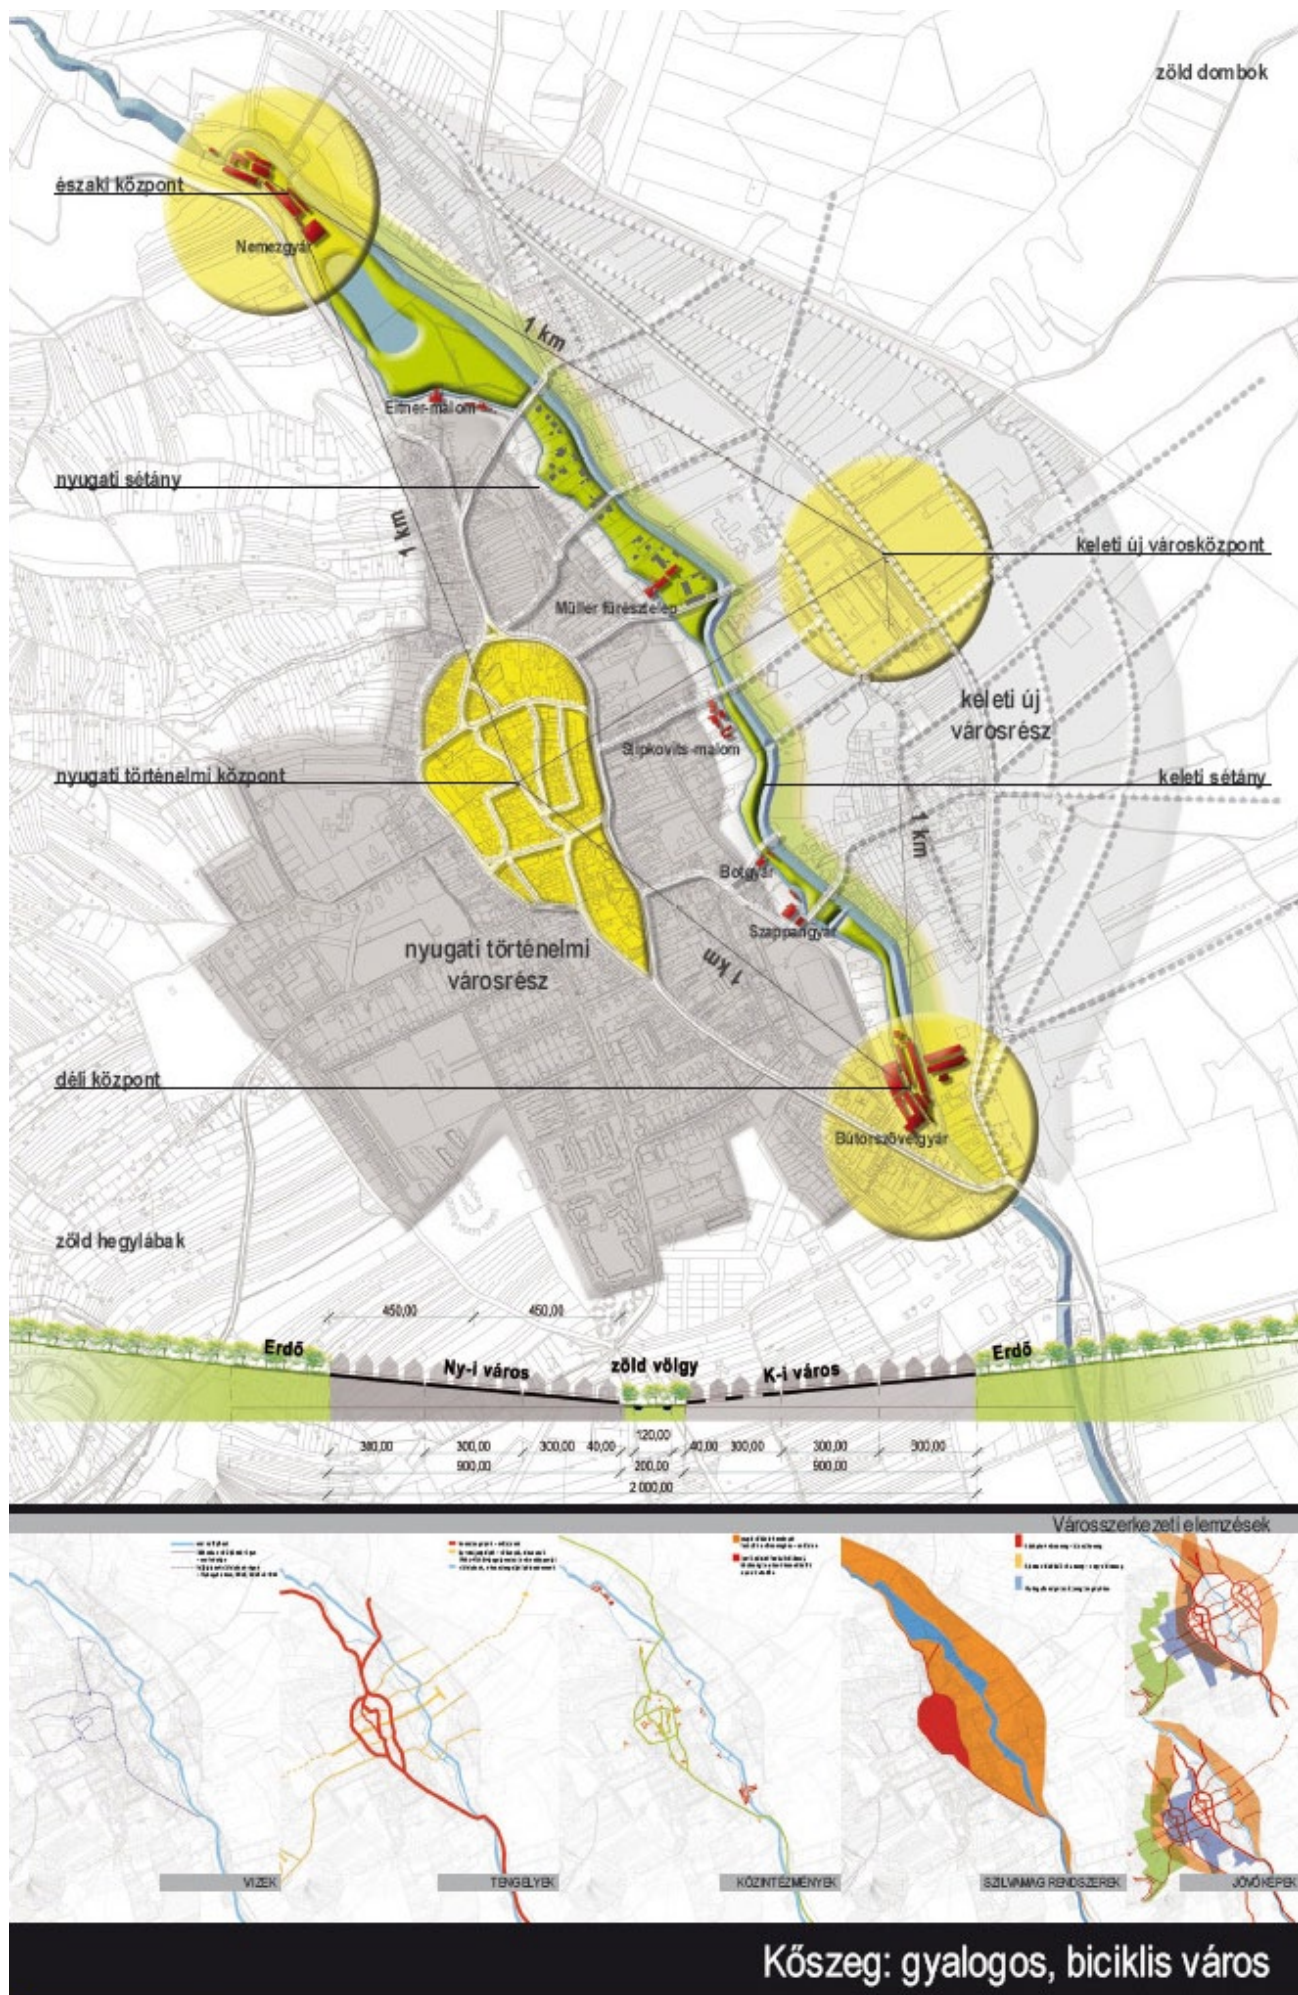 zöld dombok
északi központ
Nemezgyár
1 km
Eitner-malom
nyugati sétány
1 km
keleti új városközpont
Müller fűrésztelep
keleti új
városrész
Slipkovits-malom
nyugati történelmi központ
keleti sétány
1 km
Botgyár
Szappangyár
nyugati történelmi
városrész
1 km
déli központ
Bútorszövetgyár
zöld hegylábak
450,00 450,00
Erdő Ny-i város zöld völgy K-i város Erdő
300,00 300,00 300,00 40,00 120,00 40,00 300,00 300,00 300,00
900,00 200,00 900,00
2 000,00
Városszerkezeti elemzések
VIZEK
TENGELYEK
KÖZINTÉZMÉNYEK
SZILVAMAG RENDSZEREK
JÖVŐKÉPEK
Kőszeg: gyalogos, biciklis város